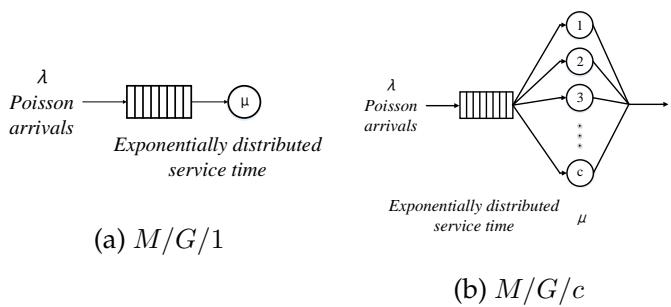 λ
Poisson
arrivals
μ
Exponentially distributed
service time
(a) M/G/1
λ
Poisson
arrivals
1
2
3
c
Exponentially distributed
service time
μ
(b) M/G/c